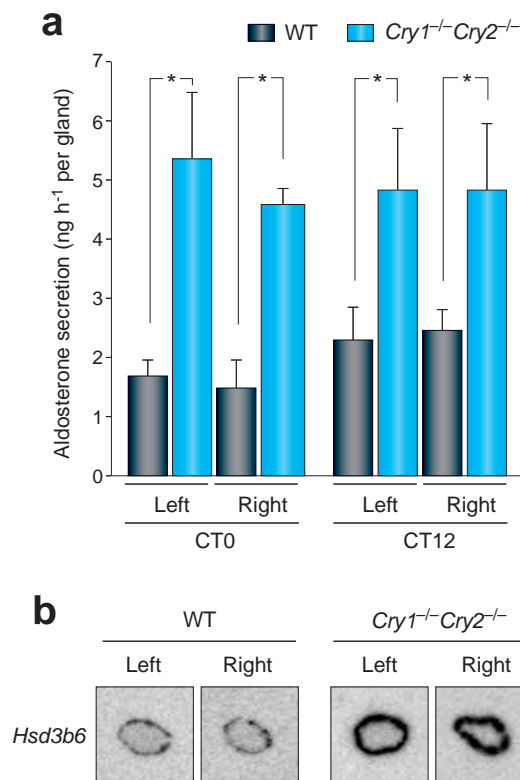 a
WT Cry1–/–Cry2–/–
Aldosterone secretion (ng h-1 per gland)
7
6
5
4
3
2
1
0
* * * *
Left Right Left Right
CT0 CT12
b
WT Cry1–/–Cry2–/–
Left Right Left Right
Hsd3b6